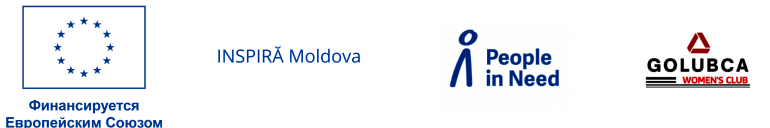 Финансируется
Европейским Союзом
INSPIRĂ Moldova
People
in Need
GOLUBCA
WOMEN'S CLUB